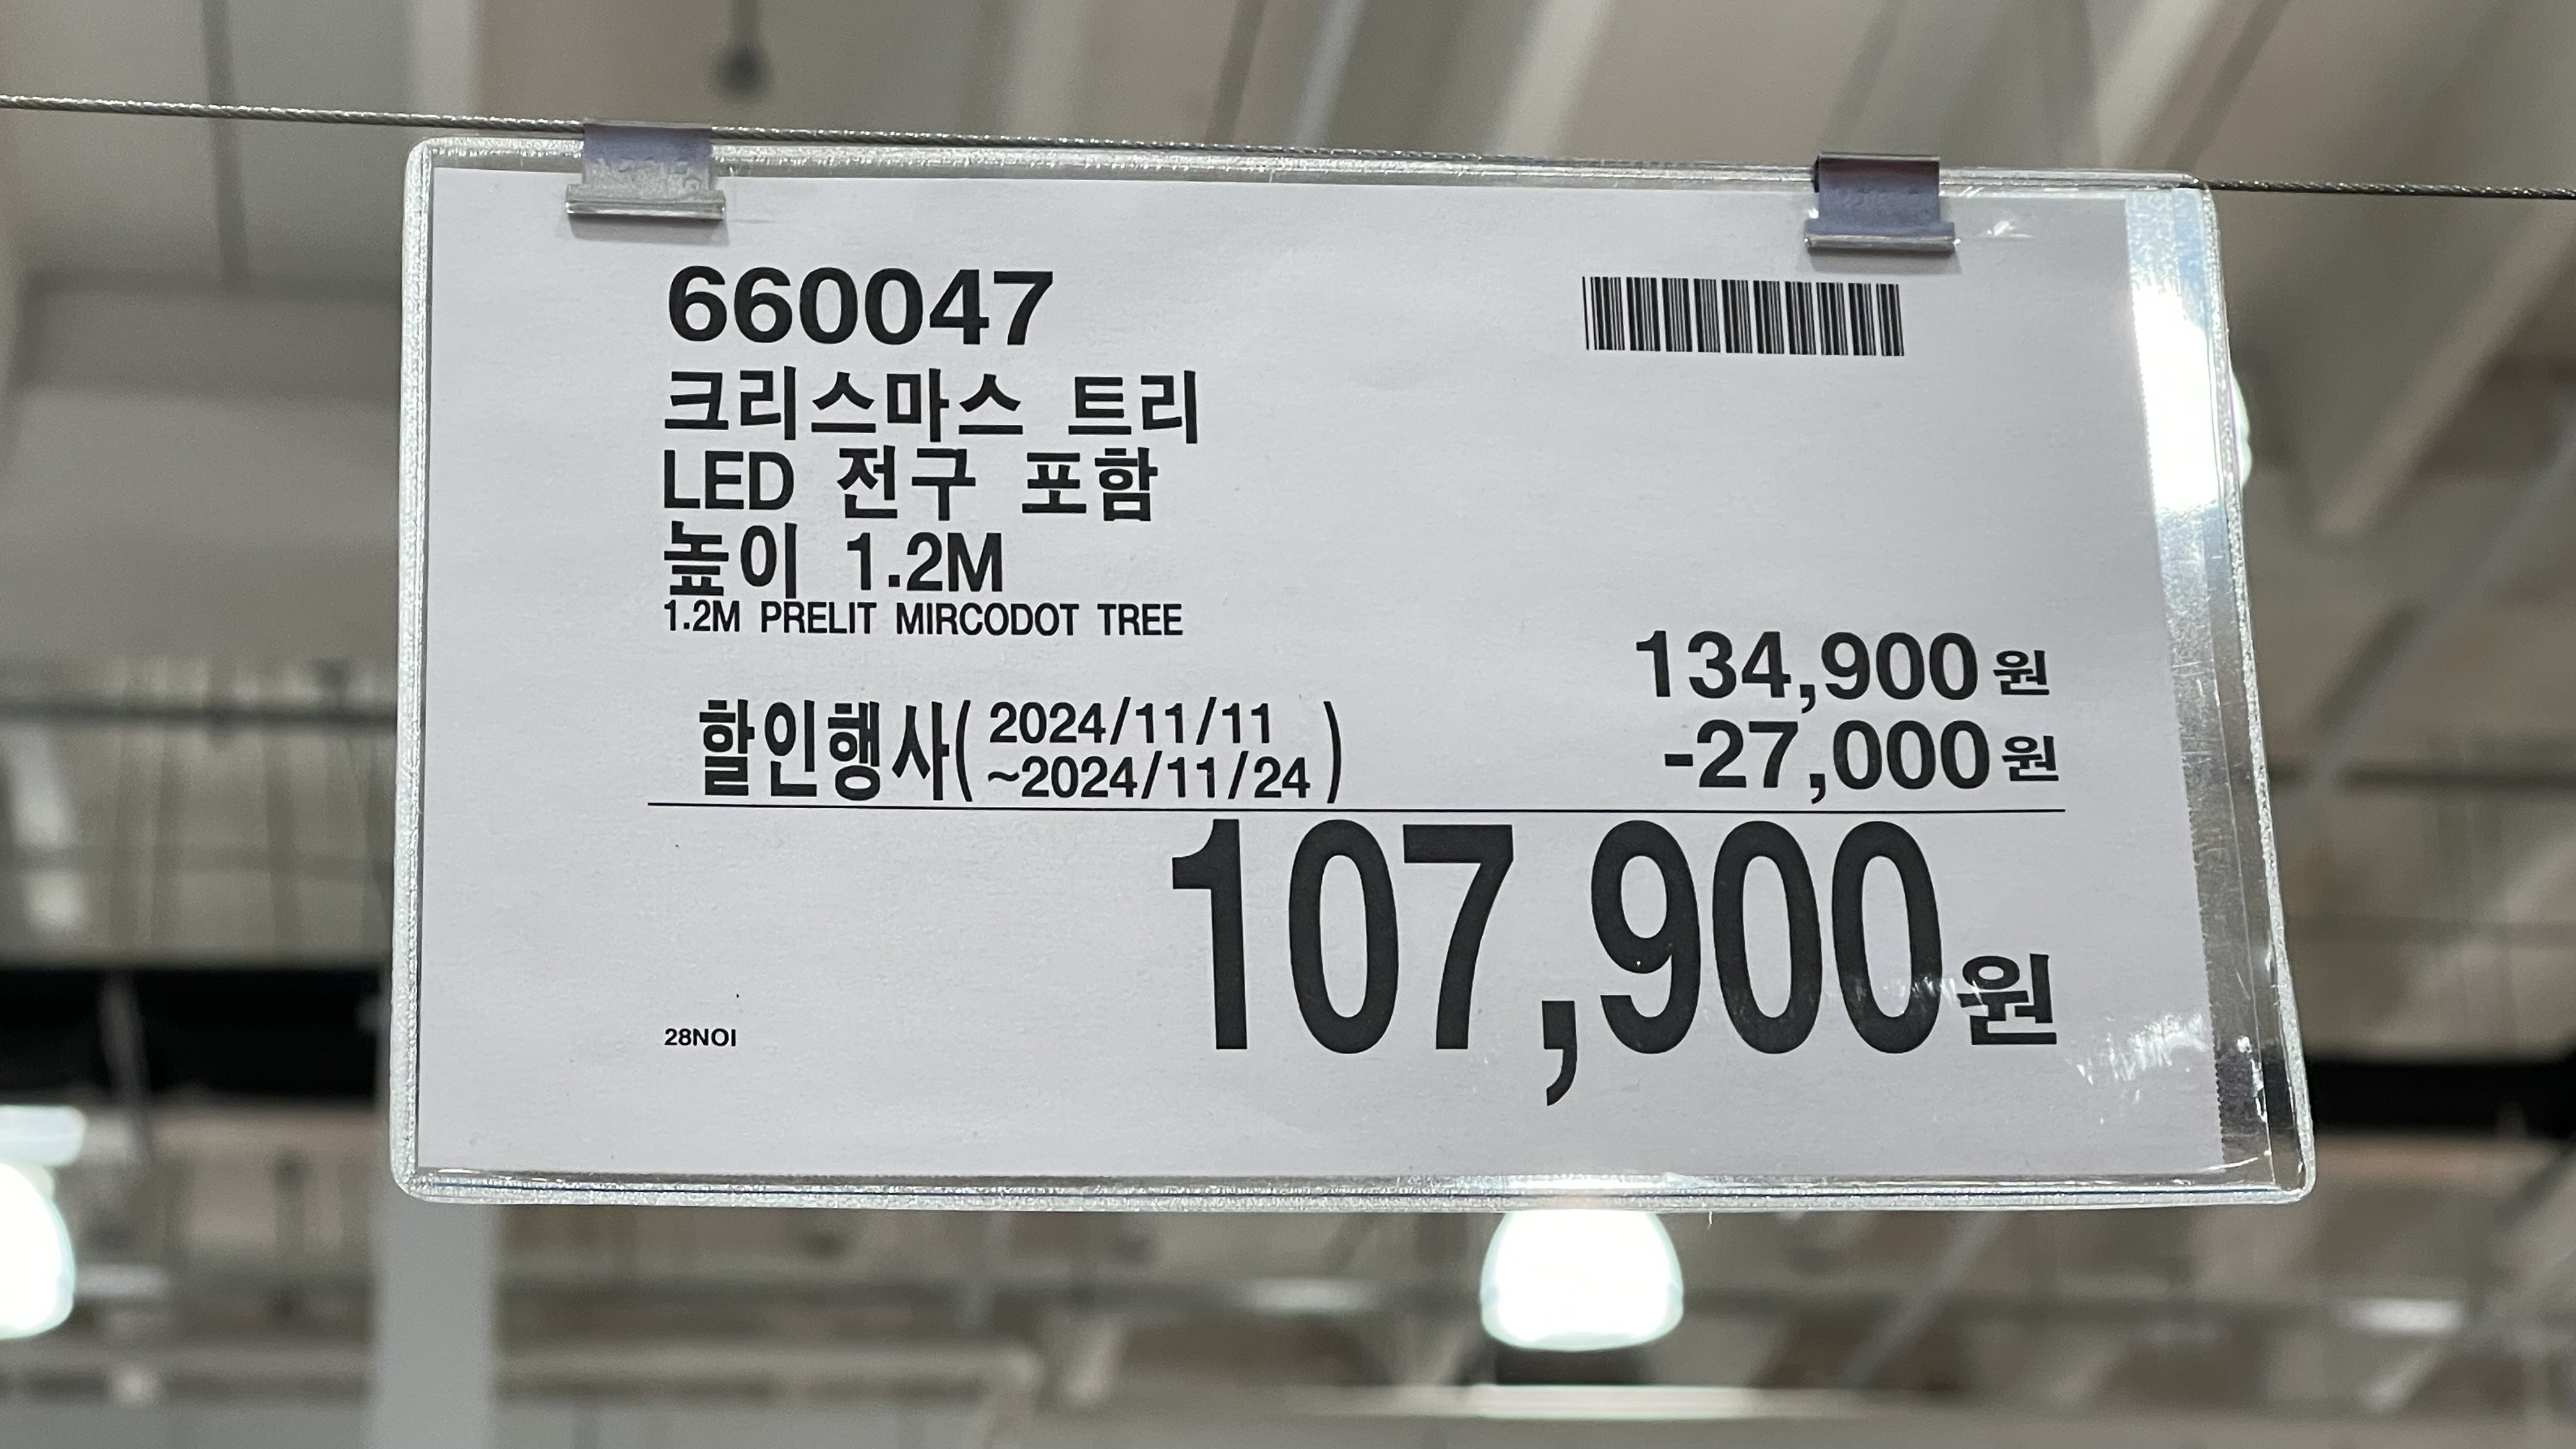 660047
크리스마스 트리
LED 전구 포함
높이 1.2M
1.2M PRELIT MIRCODOT TREE
134,900원
할인행사( 2024/11/11
~2024/11/24 )
-27,000원
107,900원
28NOI